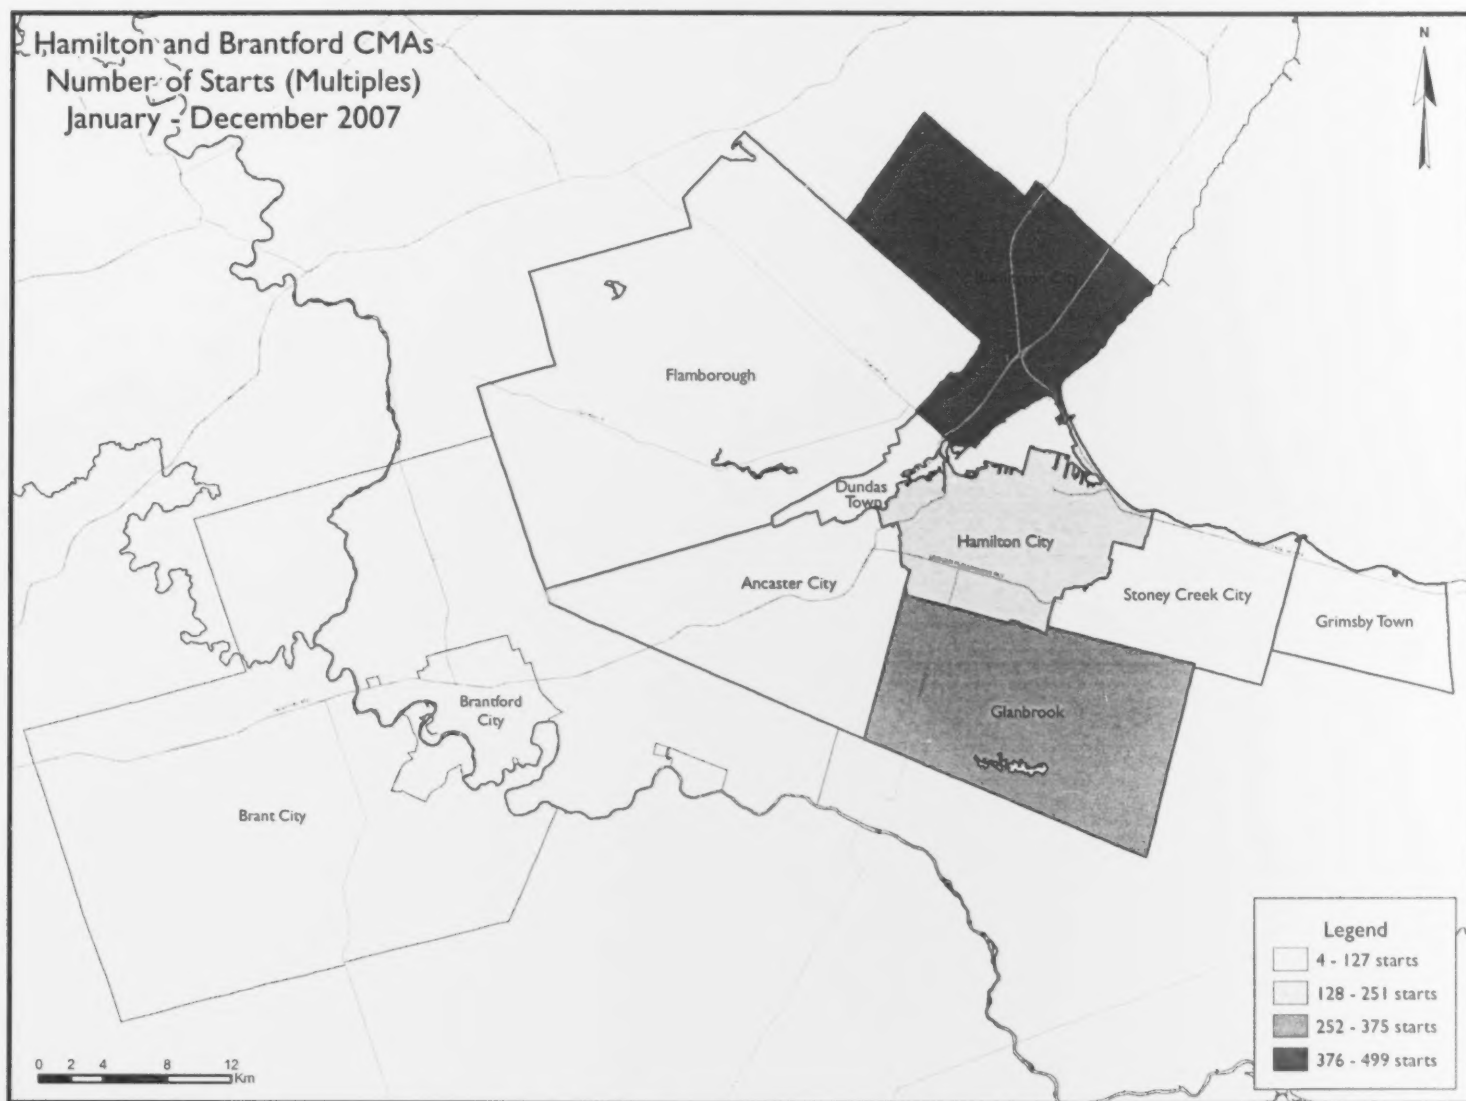 Hamilton and Brantford CMAs
Number of Starts (Multiples)
January - December 2007
N
Flamborough
Dundas
Town
Hamilton City
Ancaster City
Stoney Creek City
Grimsby Town
Brantford
City
Glanbrook
Brant City
Legend
4 - 127 starts
128 - 251 starts
252 - 375 starts
376 - 499 starts
0 2 4 8 12
Km